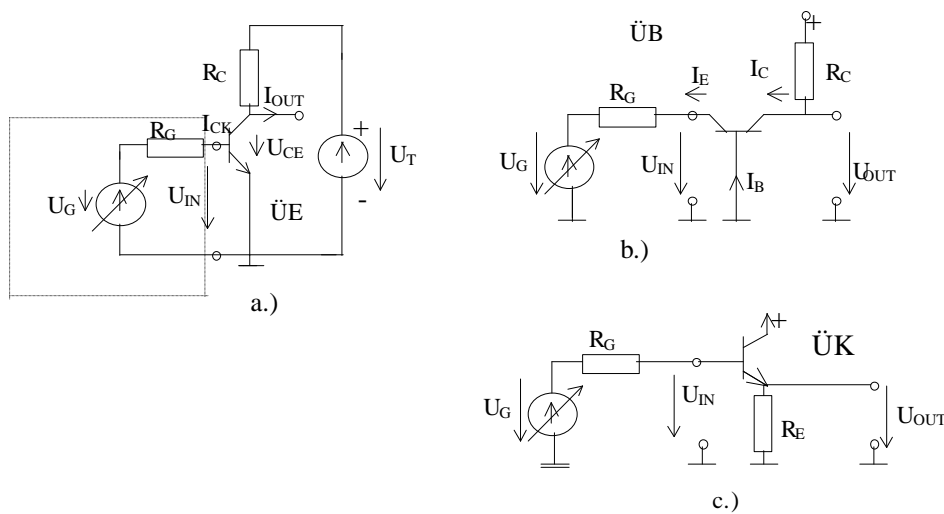 R_C
I_OUT
R_G
I_CK
U_CE
+
U_T
U_G
U_IN
ÜE
-
a.)
ÜB
+
I_E
I_C
R_C
R_G
U_G
U_IN
I_B
U_OUT
b.)
+
R_G
ÜK
U_G
U_IN
R_E
U_OUT
c.)